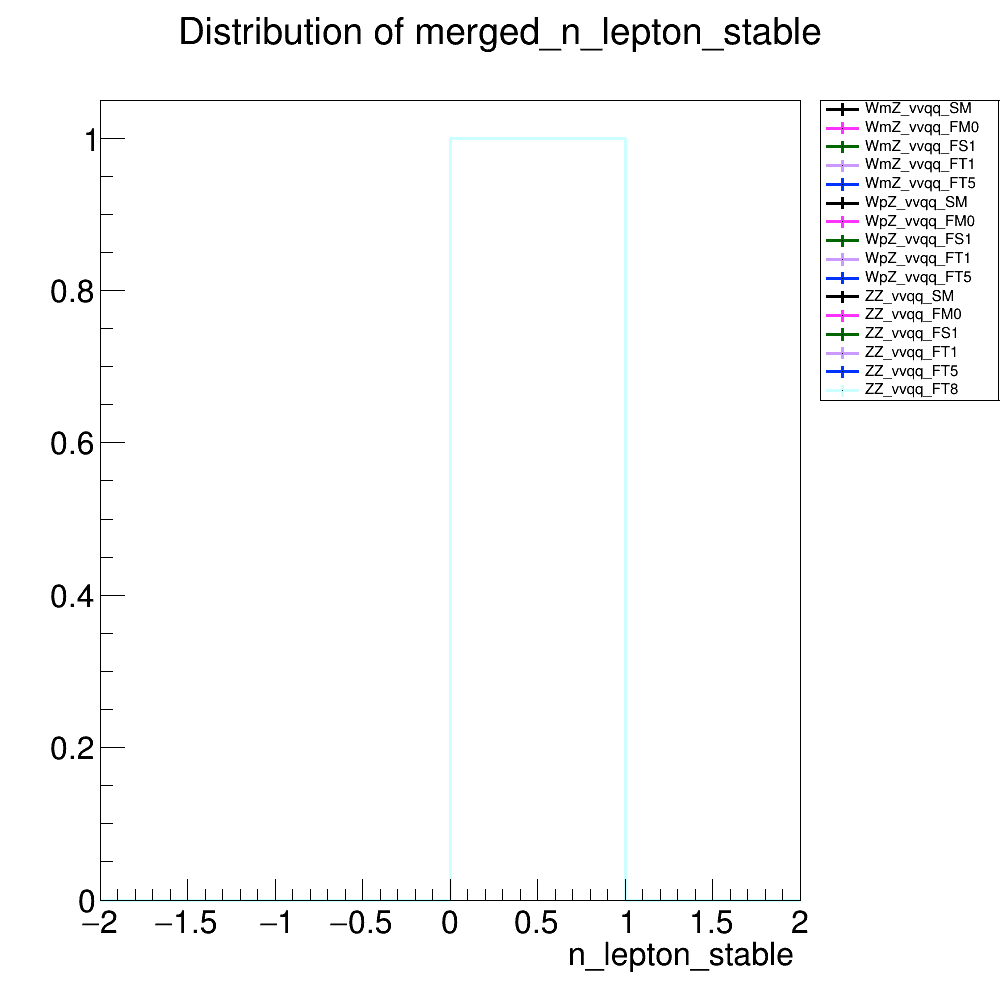 Distribution of merged_n_lepton_stable
WmZ_vvqq_SM
WmZ_vvqq_FM0
WmZ_vvqq_FS1
WmZ_vvqq_FT1
WmZ_vvqq_FT5
WpZ_vvqq_SM
WpZ_vvqq_FM0
WpZ_vvqq_FS1
WpZ_vvqq_FT1
WpZ_vvqq_FT5
ZZ_vvqq_SM
ZZ_vvqq_FM0
ZZ_vvqq_FS1
ZZ_vvqq_FT1
ZZ_vvqq_FT5
ZZ_vvqq_FT8
1
0.8
0.6
0.4
0.2
0
−2 −1.5 −1 −0.5 0 0.5 1 1.5 2
n_lepton_stable